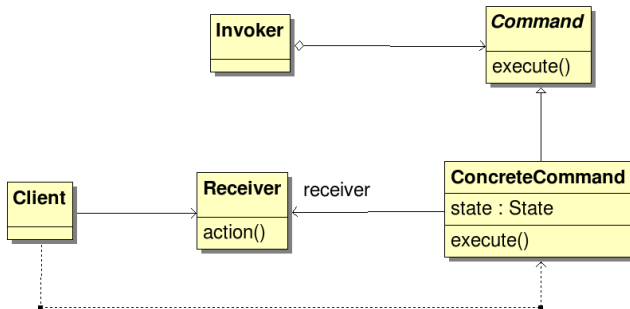 Invoker
Command
execute()
Client
Receiver
action()
receiver
ConcreteCommand
state : State
execute()